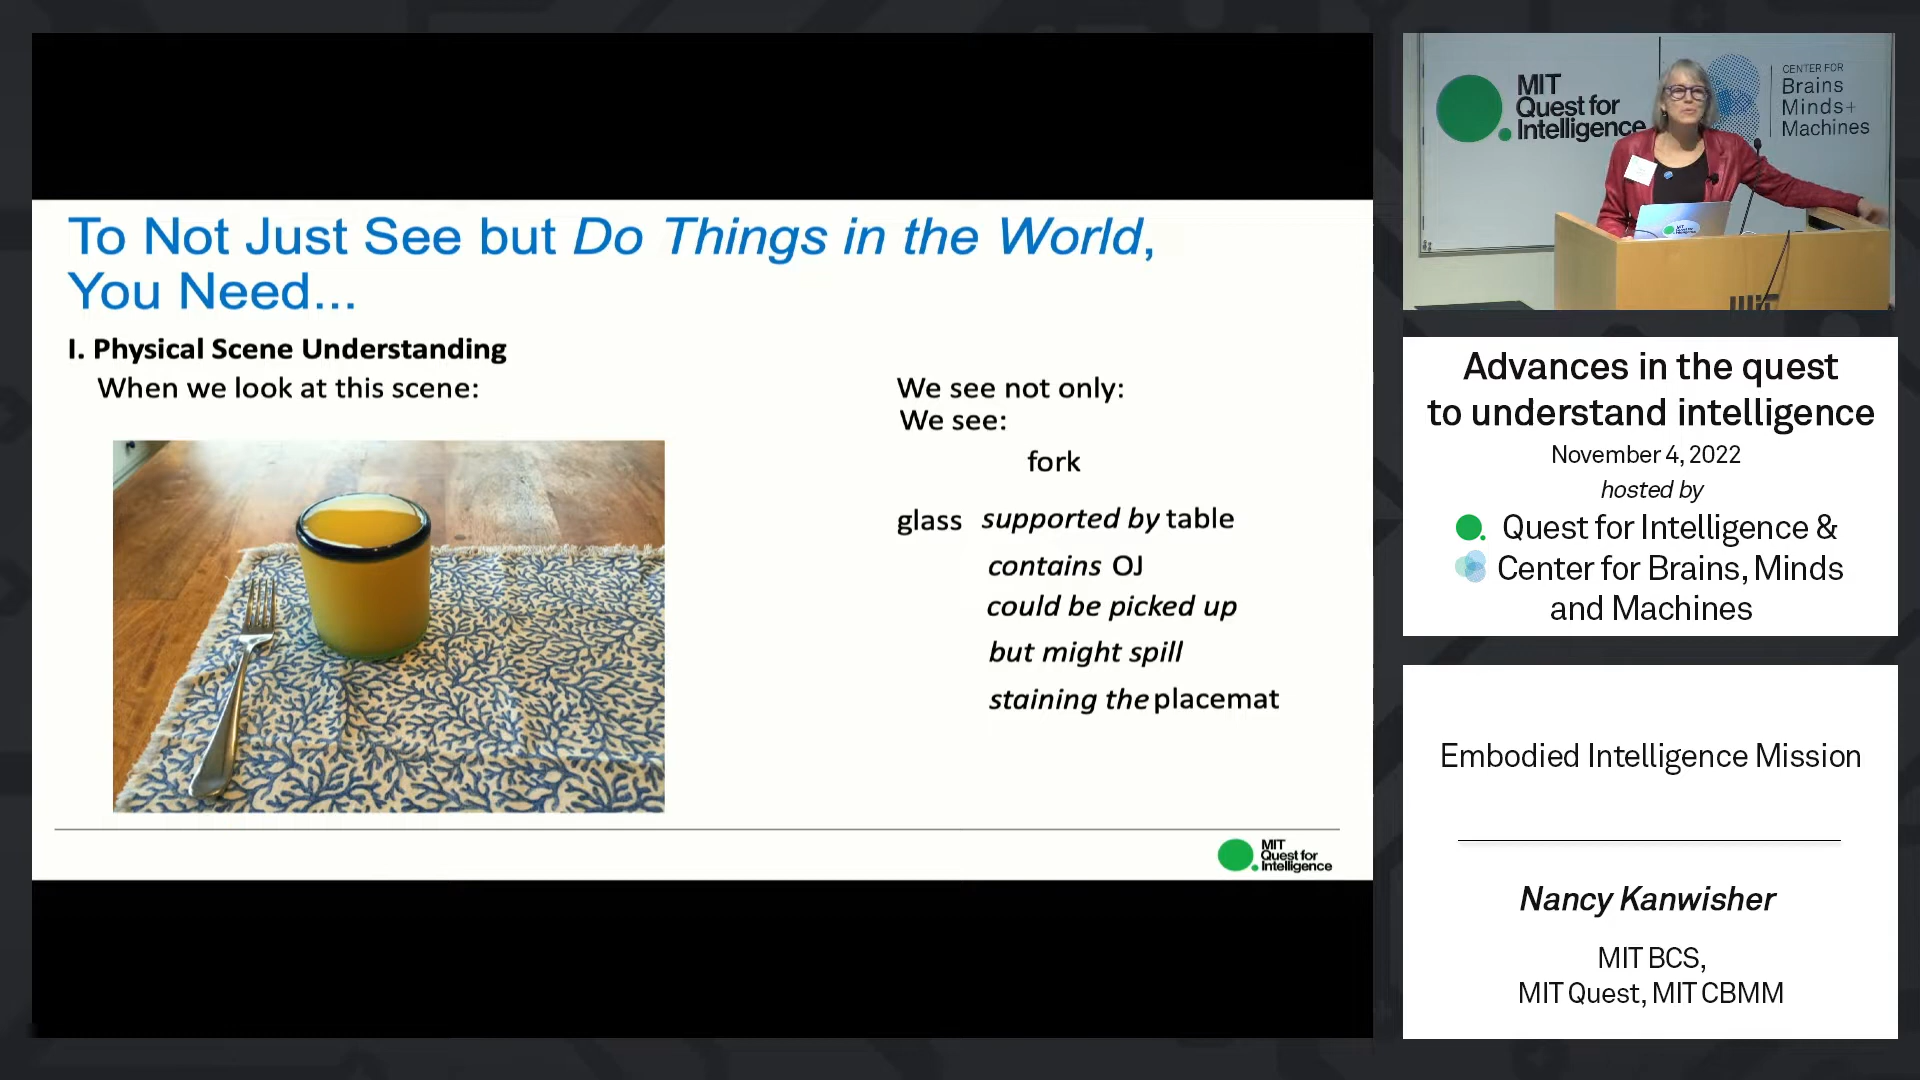 To Not Just See but Do Things in the World,
You Need...
I. Physical Scene Understanding
When we look at this scene:
We see not only:
We see:
fork
glass supported by table
contains OJ
could be picked up
but might spill
staining the placemat
MIT
Quest for
Intelligence
MIT
Quest for
Intelligence
CENTER FOR
Brains
Minds+
Machines
Advances in the quest
to understand intelligence
November 4, 2022
hosted by
Quest for Intelligence &
Center for Brains, Minds
and Machines
Embodied Intelligence Mission
Nancy Kanwisher
MIT BCS,
MIT Quest, MIT CBMM